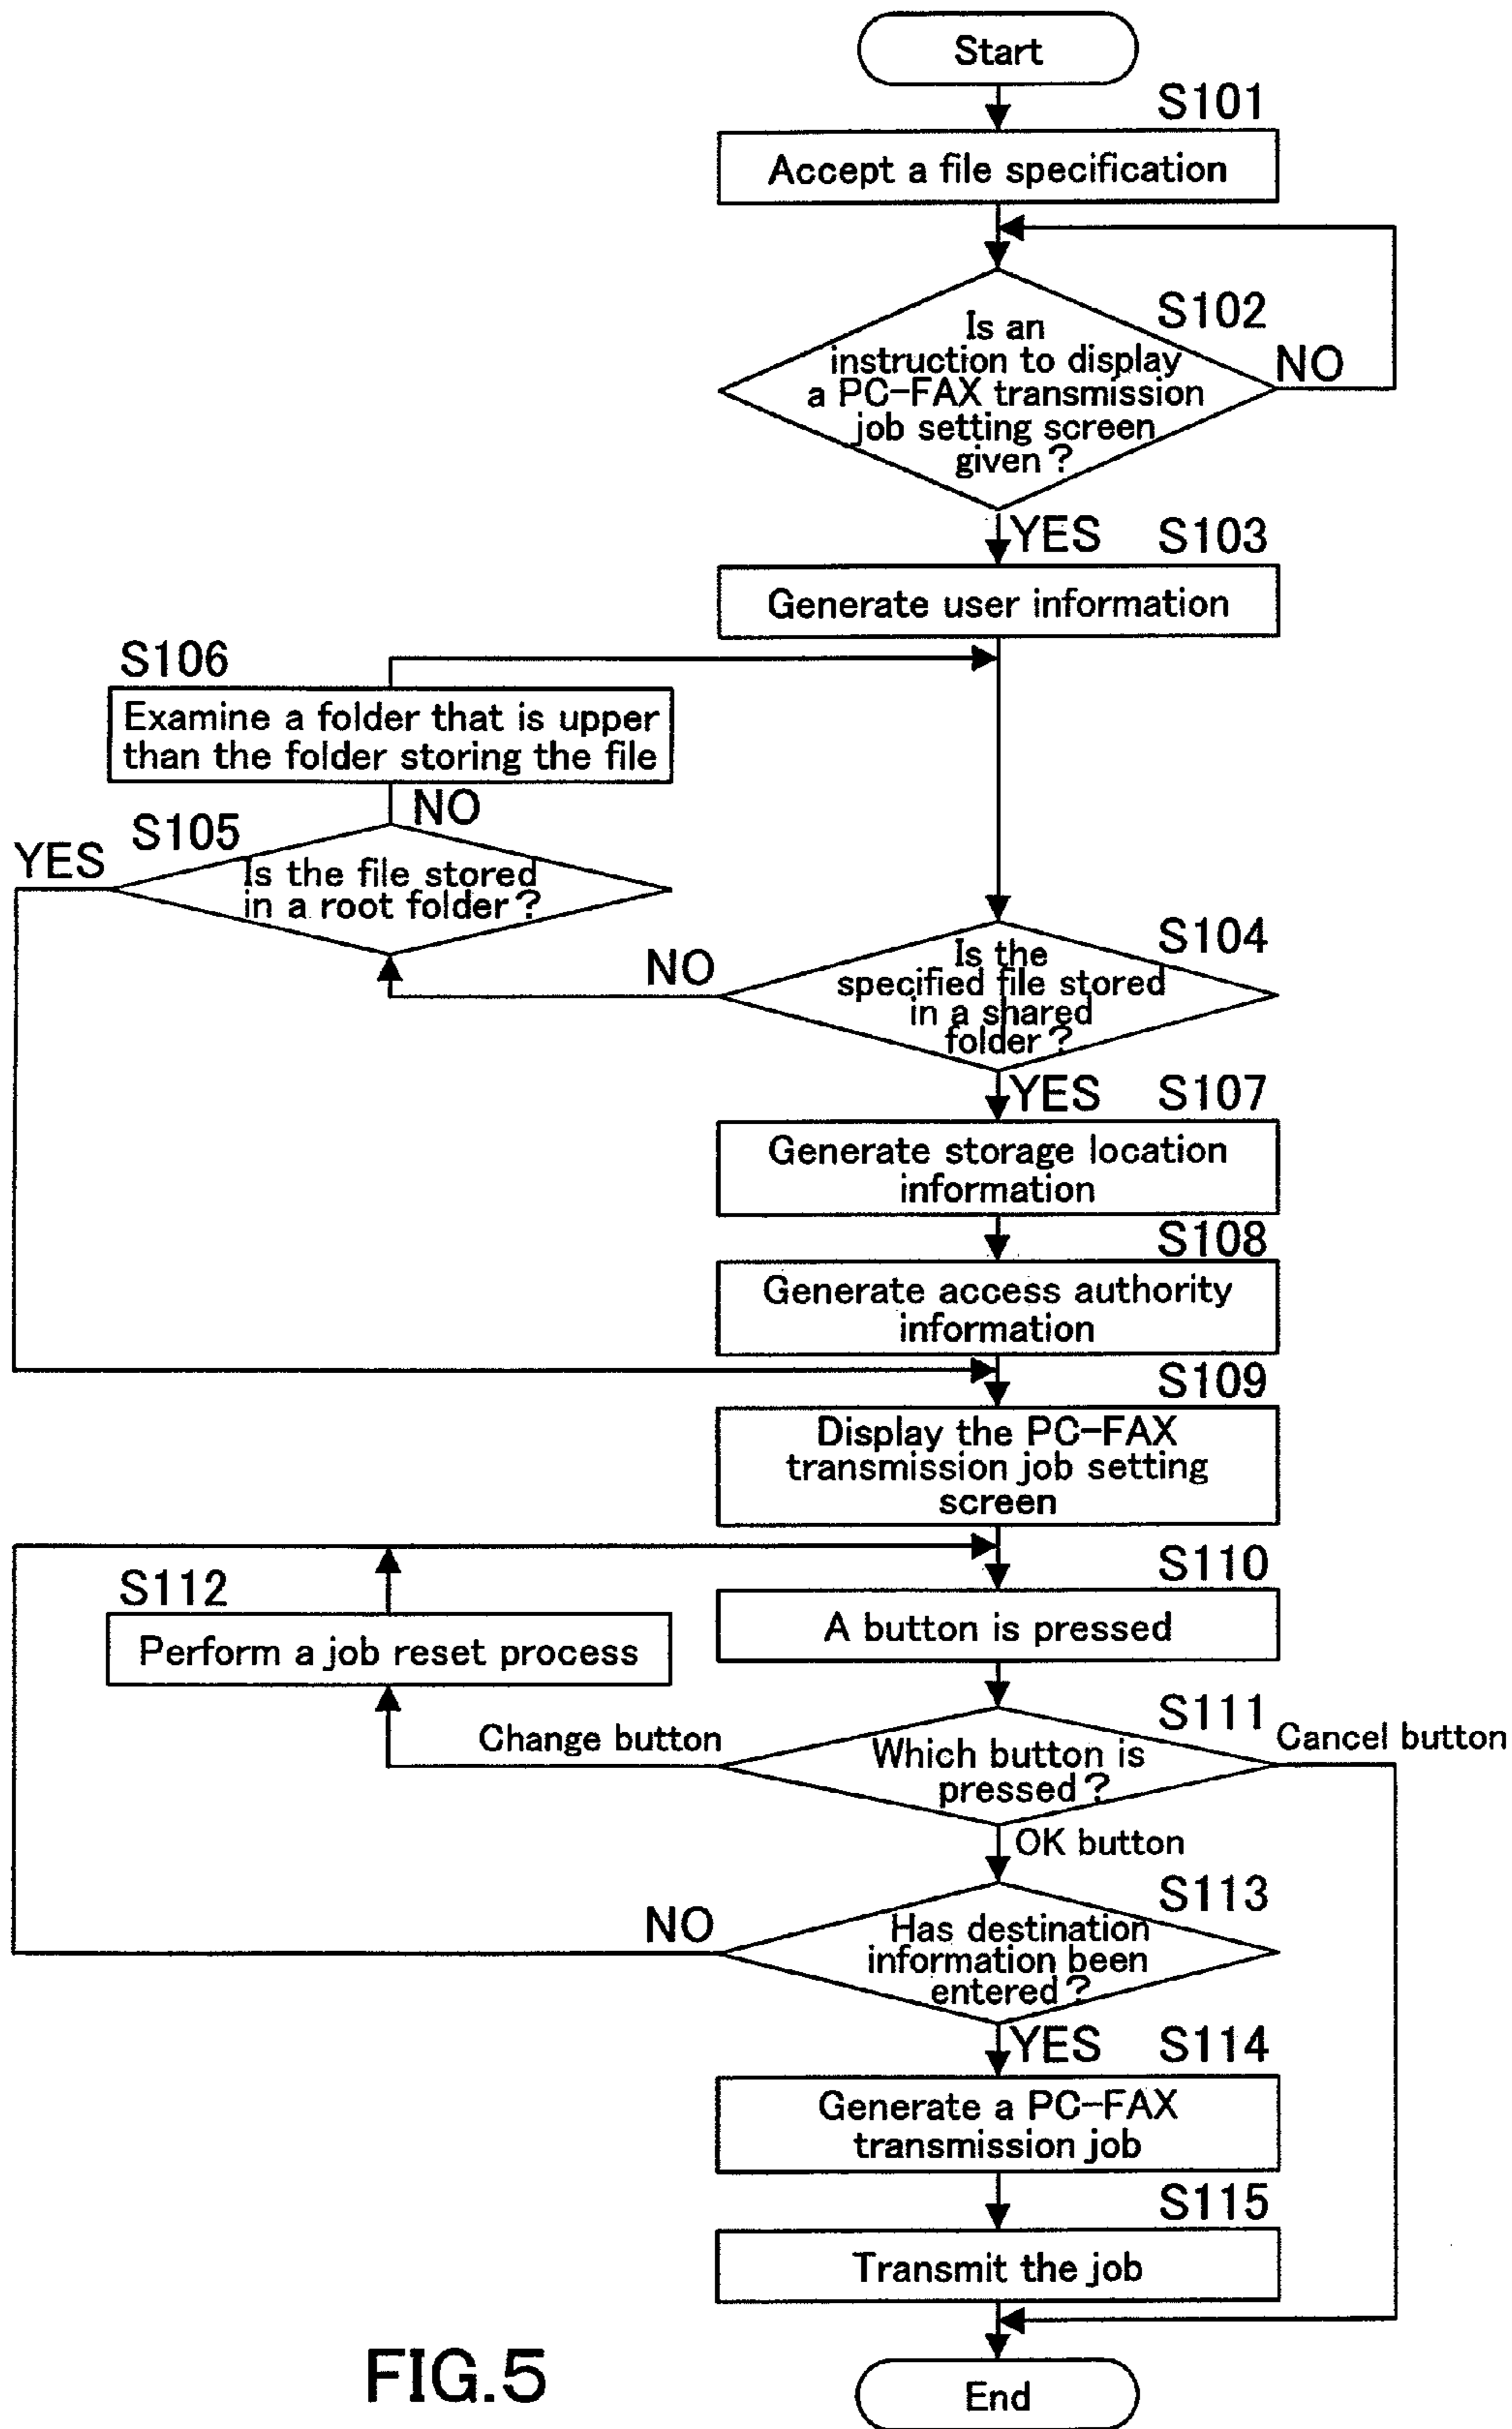 Start
S101
Accept a file specification
S102
Is an
instruction to display
a PC-FAX transmission
job setting screen
given?
NO
YES
S103
Generate user information
S106
Examine a folder that is upper
than the folder storing the file
NO
S105
YES
Is the file stored
in a root folder?
S104
NO
Is the
specified file stored
in a shared
folder?
YES
S107
Generate storage location
information
S108
Generate access authority
information
S109
Display the PC-FAX
transmission job setting
screen
S110
A button is pressed
S112
Perform a job reset process
S111
Change button
Which button is
pressed?
Cancel button
OK button
S113
NO
Has destination
information been
entered?
YES
S114
Generate a PC-FAX
transmission job
S115
Transmit the job
End
FIG.5